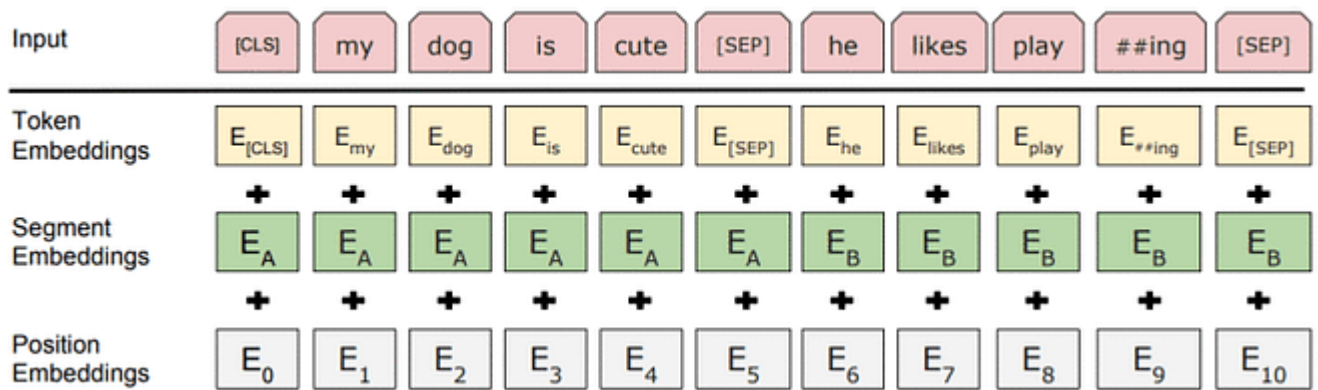 Input [CLS] my dog is cute [SEP] he likes play ##ing [SEP]
Token Embeddings E[CLS] Emy Edog Eis Ecute E[SEP] Ehe Elikes Eplay E##ing E[SEP]
+ + + + + + + + + + +
Segment Embeddings EA EA EA EA EA EA EB EB EB EB EB
+ + + + + + + + + + +
Position Embeddings E0 E1 E2 E3 E4 E5 E6 E7 E8 E9 E10